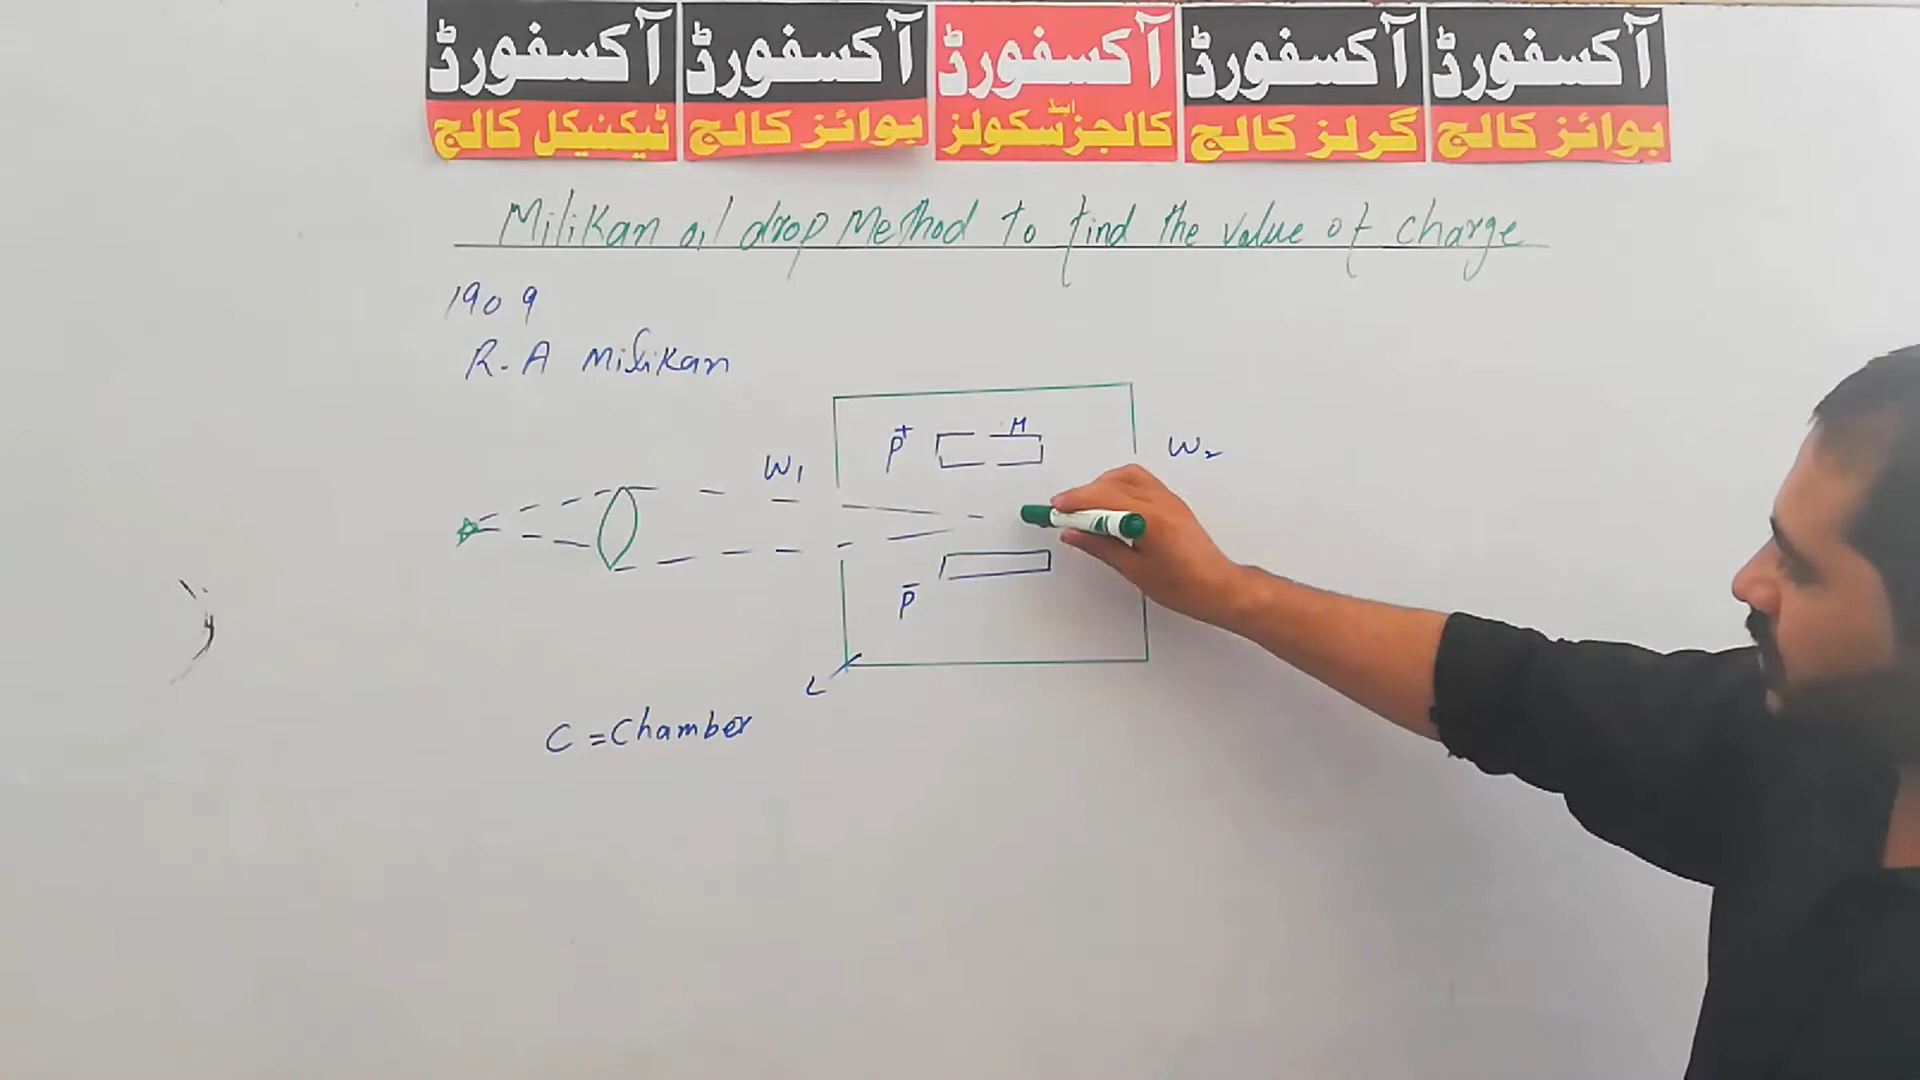 آکسفورڈ آکسفورڈ آکسفورڈ آکسفورڈ آکسفورڈ
بوائز کالج گرلز کالج کالجز اینڈ سکولز بوائز کالج ٹیکنیکل کالج
Milikan oil drop Method to find the value of charge
1909
R.A Milikan
P+
M
W1
W2
P-
C
C = Chamber